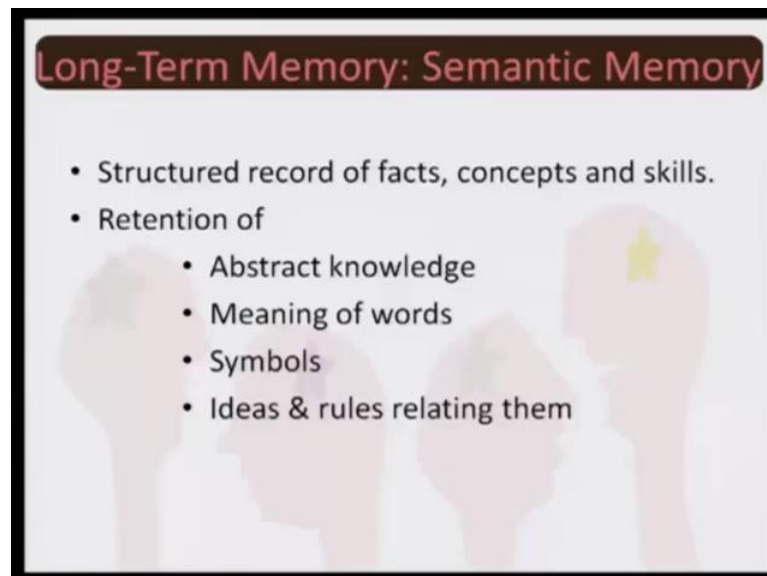 Long-Term Memory: Semantic Memory
• Structured record of facts, concepts and skills.
• Retention of
• Abstract knowledge
• Meaning of words
• Symbols
• Ideas & rules relating them